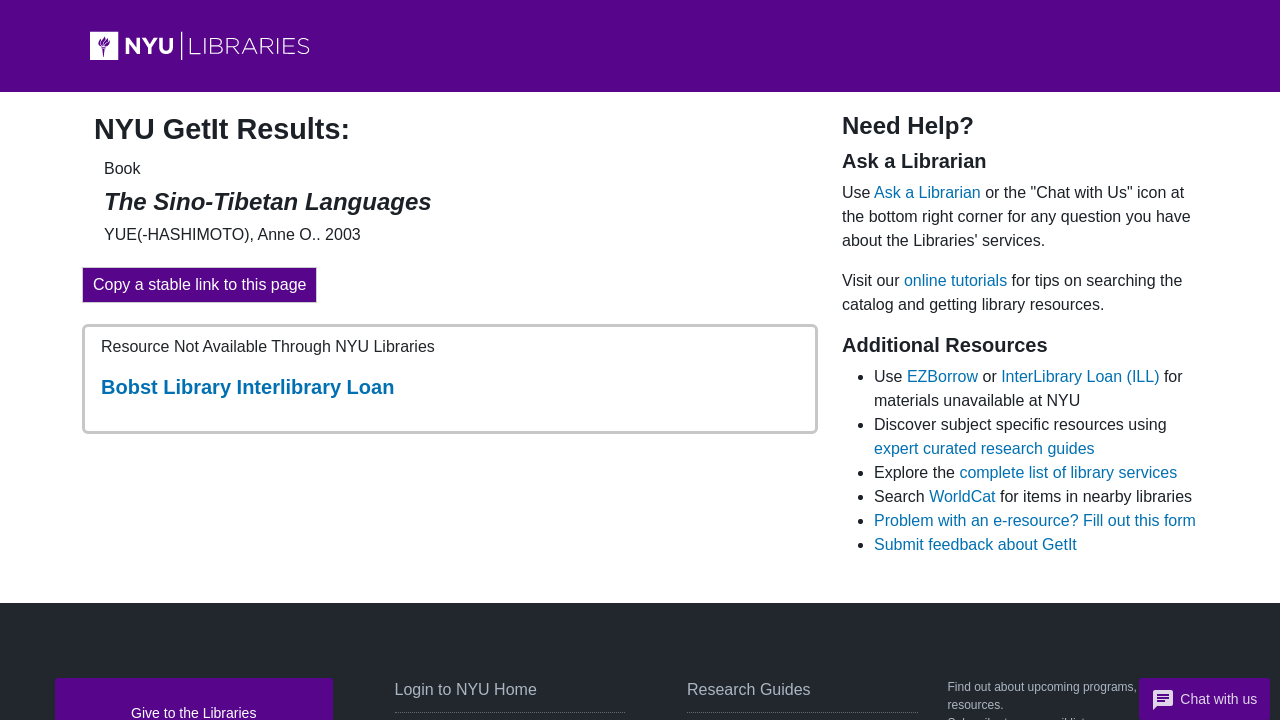 NYU LIBRARIES
NYU GetIt Results:
Book
The Sino-Tibetan Languages
YUE(-HASHIMOTO), Anne O.. 2003
Copy a stable link to this page
Resource Not Available Through NYU Libraries
Bobst Library Interlibrary Loan
Need Help?
Ask a Librarian
Use Ask a Librarian or the "Chat with Us" icon at
the bottom right corner for any question you have
about the Libraries' services.
Visit our online tutorials for tips on searching the
catalog and getting library resources.
Additional Resources
Use EZBorrow or InterLibrary Loan (ILL) for
materials unavailable at NYU
Discover subject specific resources using
expert curated research guides
Explore the complete list of library services
Search WorldCat for items in nearby libraries
Problem with an e-resource? Fill out this form
Submit feedback about GetIt
Give to the Libraries
Login to NYU Home
Research Guides
Find out about upcoming programs,
resources.
Chat with us